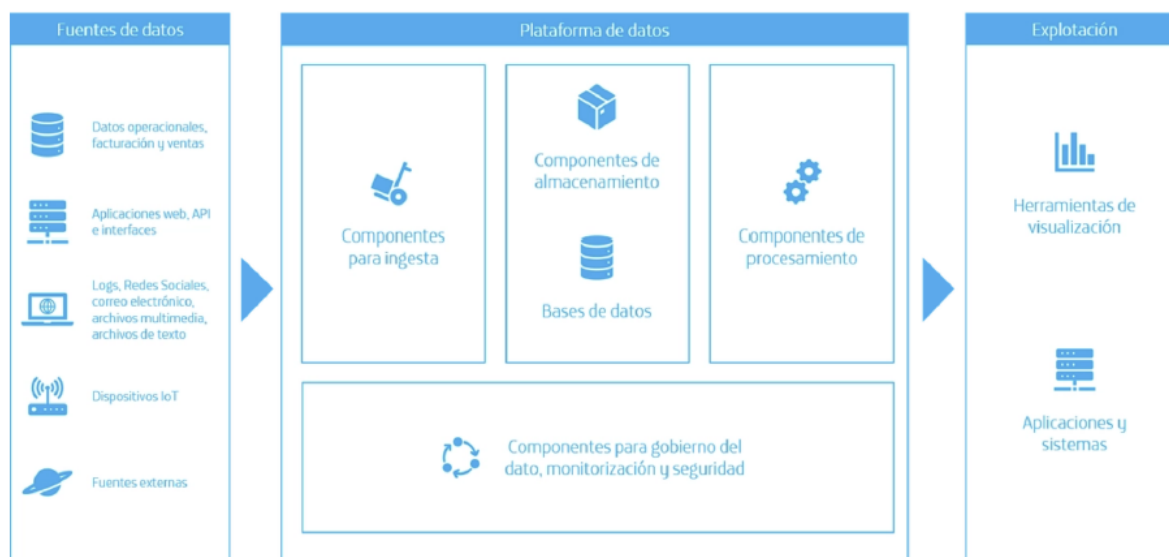 Fuentes de datos
Datos operacionales,
facturación y ventas
Aplicaciones web, API
e interfaces
Logs, Redes Sociales,
correo electrónico,
archivos multimedia,
archivos de texto
Dispositivos IoT
Fuentes externas
Plataforma de datos
Componentes
para ingesta
Componentes de
almacenamiento
Bases de datos
Componentes de
procesamiento
Componentes para gobierno del
dato, monitorización y seguridad
Explotación
Herramientas de
visualización
Aplicaciones y
sistemas